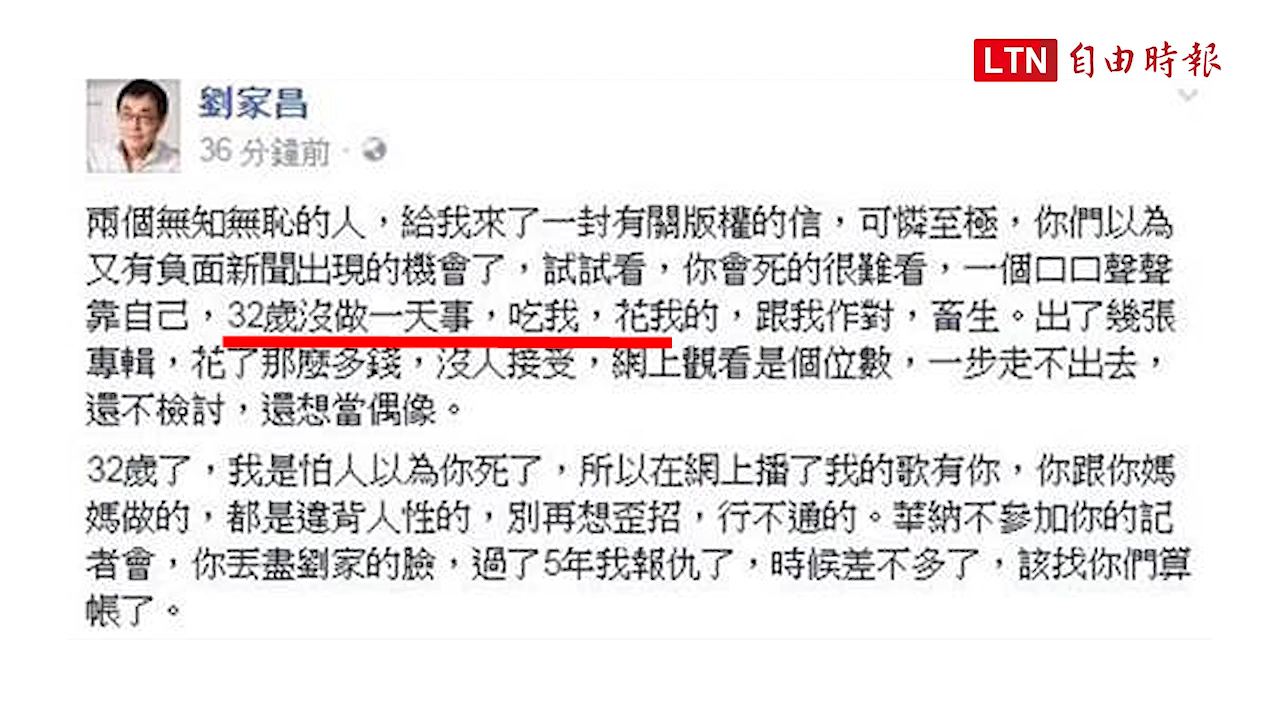 LTN 自由時報
劉家昌
36 分鐘前
兩個無知無恥的人，給我來了一封有關版權的信，可憐至極，你們以為
又有負面新聞出現的機會了，試試看，你會死的很難看，一個口口聲聲
靠自己，32歲沒做一天事，吃我，花我的，跟我作對，畜生。出了幾張
專輯，花了那麼多錢，沒人接受，網上觀看是個位數，一步走不出去，
還不檢討，還想當偶像。
32歲了，我是怕人以為你死了，所以在網上播了我的歌有你，你跟你媽
媽做的，都是違背人性的，別再想歪招，行不通的。華納不參加你的記
者會，你丟盡劉家的臉，過了5年我報仇了，時候差不多了，該找你們算
帳了。